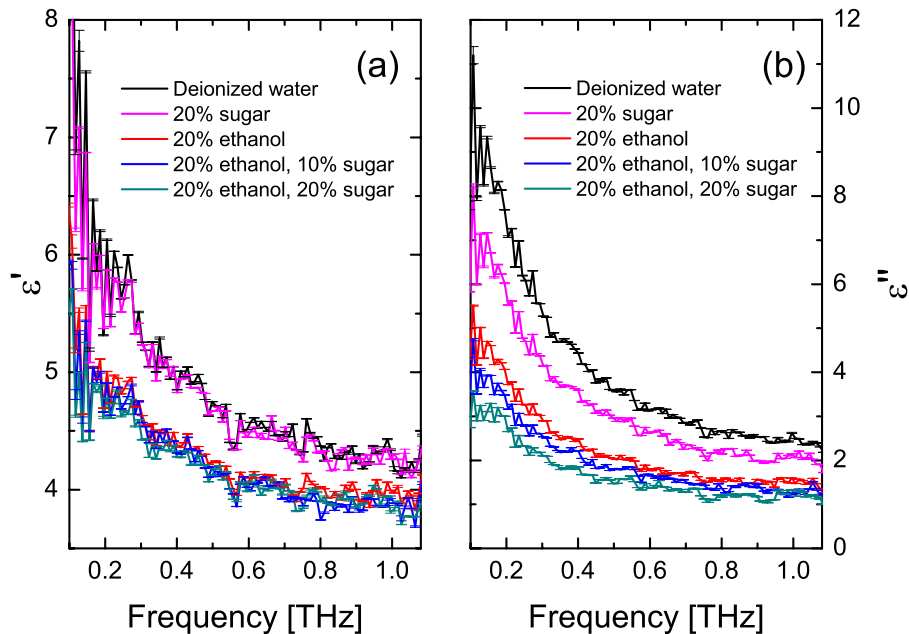 (a)
Deionized water
20% sugar
20% ethanol
20% ethanol, 10% sugar
20% ethanol, 20% sugar
8
7
6
5
4
ε'
0.2 0.4 0.6 0.8 1.0
Frequency [THz]
(b)
Deionized water
20% sugar
20% ethanol
20% ethanol, 10% sugar
20% ethanol, 20% sugar
12
10
8
6
4
2
0
ε"
0.2 0.4 0.6 0.8 1.0
Frequency [THz]